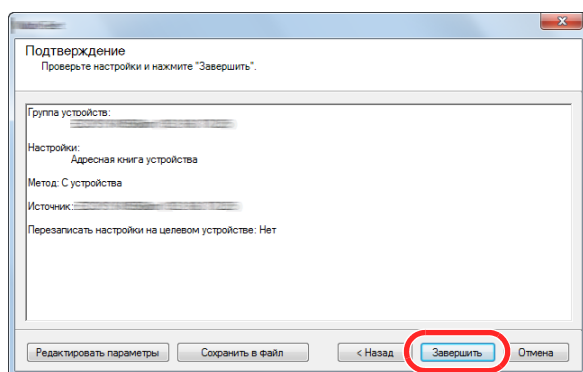 Подтверждение
Проверьте настройки и нажмите "Завершить".
Группа устройств:
Настройки:
Адресная книга устройства
Метод: С устройства
Источник:
Перезаписать настройки на целевом устройстве: Нет
Редактировать параметры
Сохранить в файл
< Назад
Завершить
Отмена